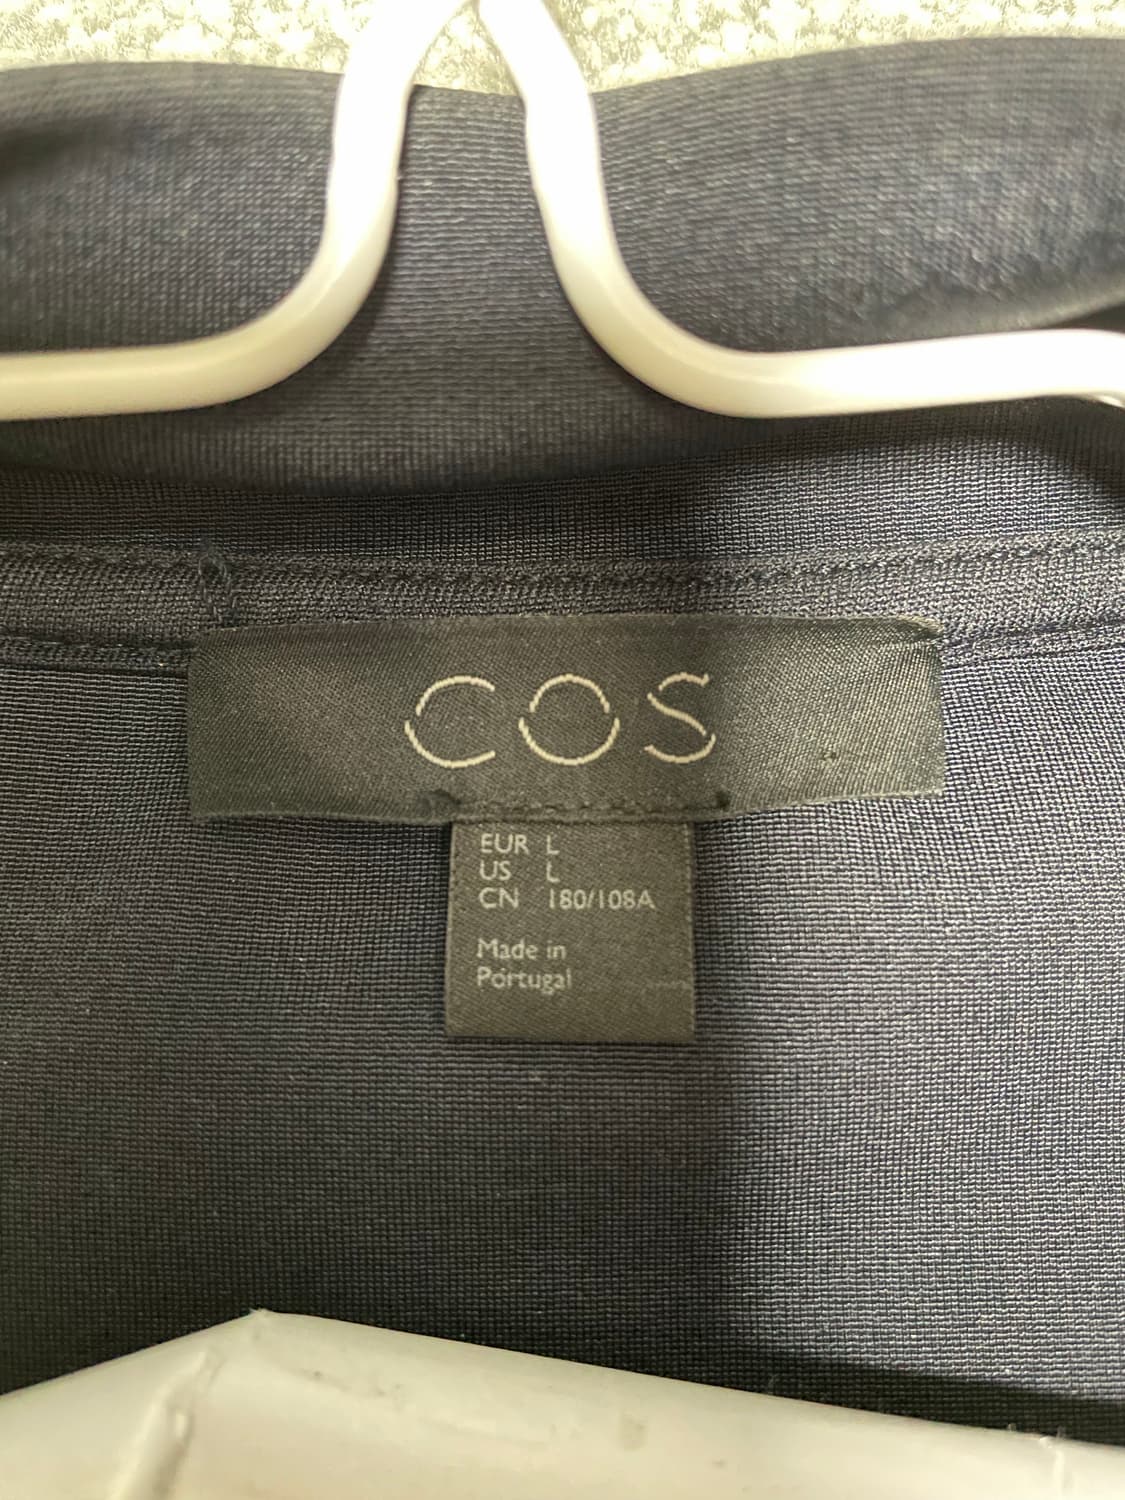 COS
EUR L
US L
CN 180/108A
Made in
Portugal